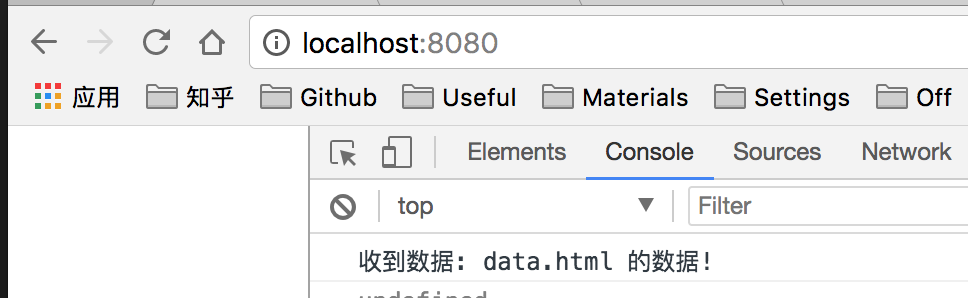 localhost:8080
应用 知乎 Github Useful Materials Settings Off
Elements Console Sources Network
top Filter
收到数据: data.html 的数据!
undefined